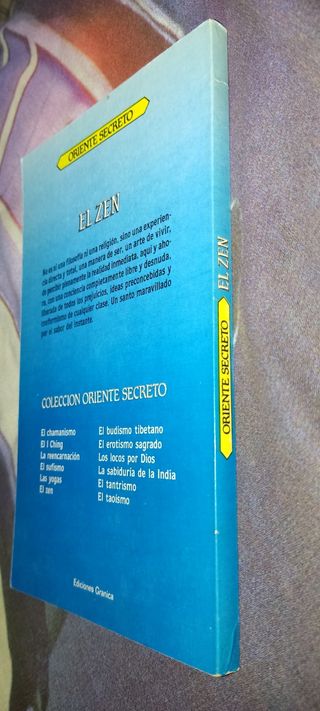 ORIENTE SECRETO
EL ZEN
No es ni una filosofía ni una religión, sino una experien-
cia directa y vital, una manera de ser, un arte de vivir,
de percibir plenamente la realidad inmediata, aquí y aho-
ra, con una conciencia completamente libre y desnuda,
liberada de todos los prejuicios, ideas preconcebidas y
conformismo de cualquier clase. Un santo maravillado
por el sabor del instante.
COLECCION ORIENTE SECRETO
El chamanismo
El I Ching
La reencarnación
El sufismo
Las yogas
El zen
El budismo tibetano
El erotismo sagrado
Los locos por Dios
La sabiduría de la India
El tantrismo
El taoísmo
Ediciones Granica
ORIENTE SECRETO EL ZEN